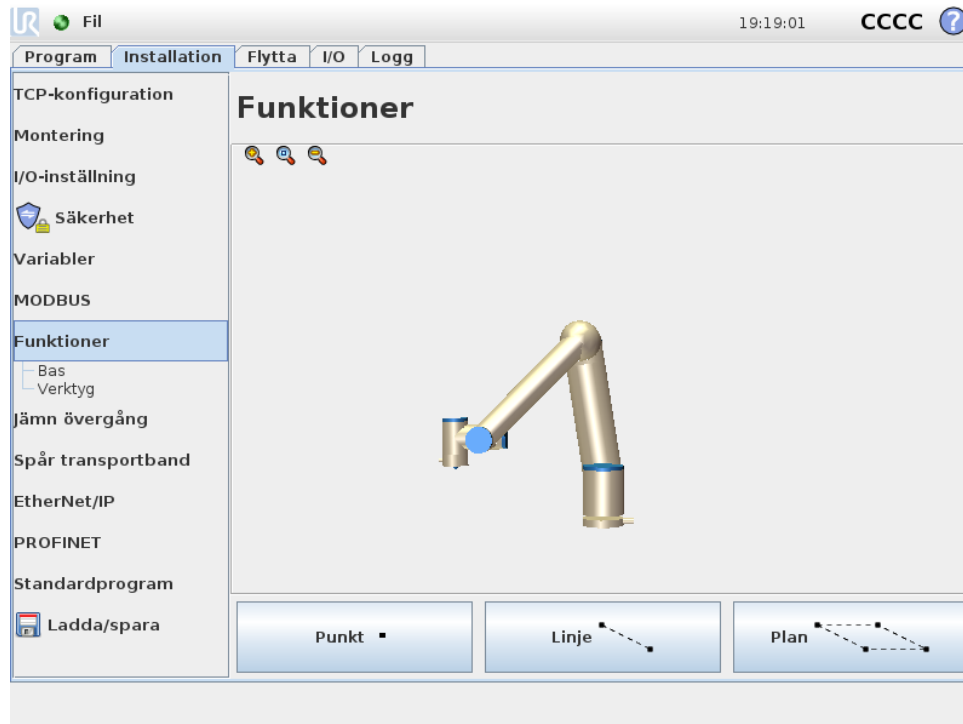 UR
Fil
19:19:01
CCCC
?
Program
Installation
Flytta
I/O
Logg
TCP-konfiguration
Montering
I/O-inställning
Säkerhet
Variabler
MODBUS
Funktioner
Bas
Verktyg
Jämn övergång
Spår transportband
EtherNet/IP
PROFINET
Standardprogram
Ladda/spara
Funktioner
Punkt
Linje
Plan